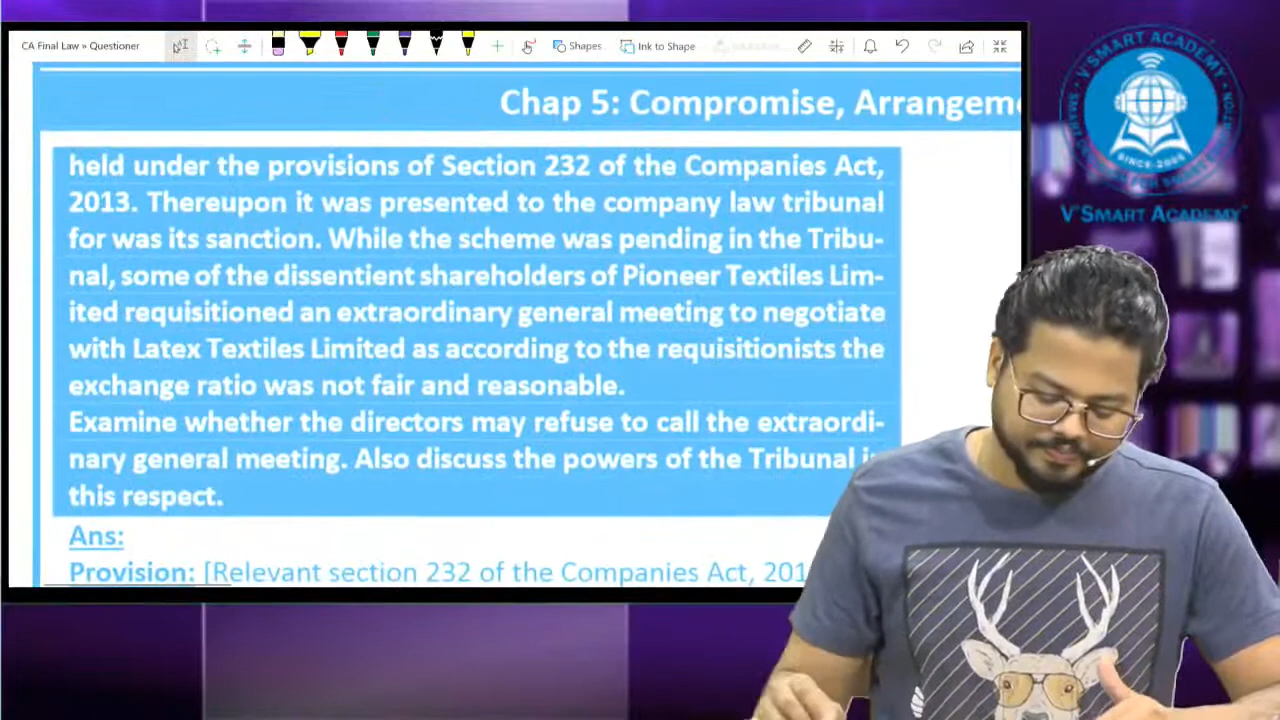 CA Final Law » Questioner
Shapes
Ink to Shape
Chap 5: Compromise, Arrangem
held under the provisions of Section 232 of the Companies Act,
2013. Thereupon it was presented to the company law tribunal
for was its sanction. While the scheme was pending in the Tribu-
nal, some of the dissentient shareholders of Pioneer Textiles Lim-
ited requisitioned an extraordinary general meeting to negotiate
with Latex Textiles Limited as according to the requisitionists the
exchange ratio was not fair and reasonable.
Examine whether the directors may refuse to call the extraordi-
nary general meeting. Also discuss the powers of the Tribunal i
this respect.
Ans:
Provision: [Relevant section 232 of the Companies Act, 201
V'SMART ACADEMY
SINCE-2006
V'SMART ACADEMY